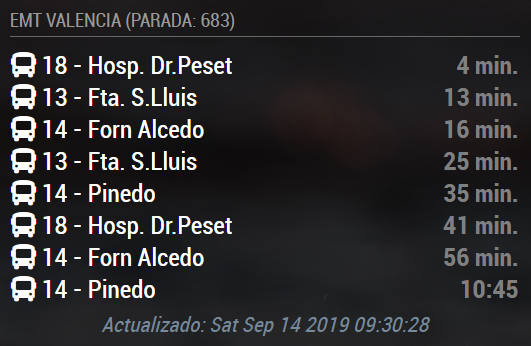 EMT VALENCIA (PARADA: 683)
18 - Hosp. Dr.Peset 4 min.
13 - Fta. S.Lluis 13 min.
14 - Forn Alcedo 16 min.
13 - Fta. S.Lluis 25 min.
14 - Pinedo 35 min.
18 - Hosp. Dr.Peset 41 min.
14 - Forn Alcedo 56 min.
14 - Pinedo 10:45
Actualizado: Sat Sep 14 2019 09:30:28